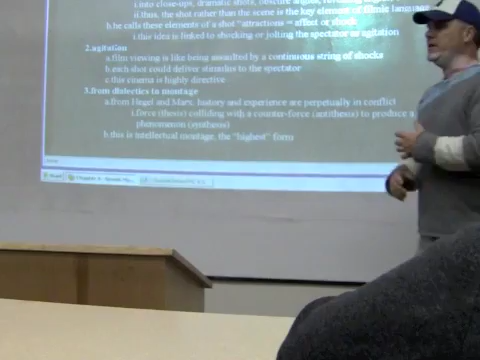 i.into close-ups, dramatic shots, obscure angles,
ii.thus, the shot rather than the scene is the key element of filmic language
b.he calls these elements of a shot "attractions = affect or shock
i.this idea is linked to shocking or jolting the spectator as agitation
2.agitation
a.film viewing is like being assaulted by a continuous string of shocks
b.each shot could deliver stimulus to the spectator
c.this cinema is highly directive
3.from dialectics to montage
a.from Hegel and Marx: history and experience are perpetually in conflict
i.force (thesis) colliding with a counter-force (antithesis) to produce a
phenomenon (synthesis)
b.this is intellectual montage, the "highest" form